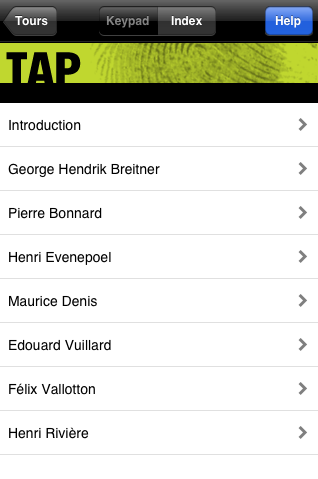 Tours Keypad Index Help
TAP
Introduction
George Hendrik Breitner
Pierre Bonnard
Henri Evenepoel
Maurice Denis
Edouard Vuillard
Félix Vallotton
Henri Rivière